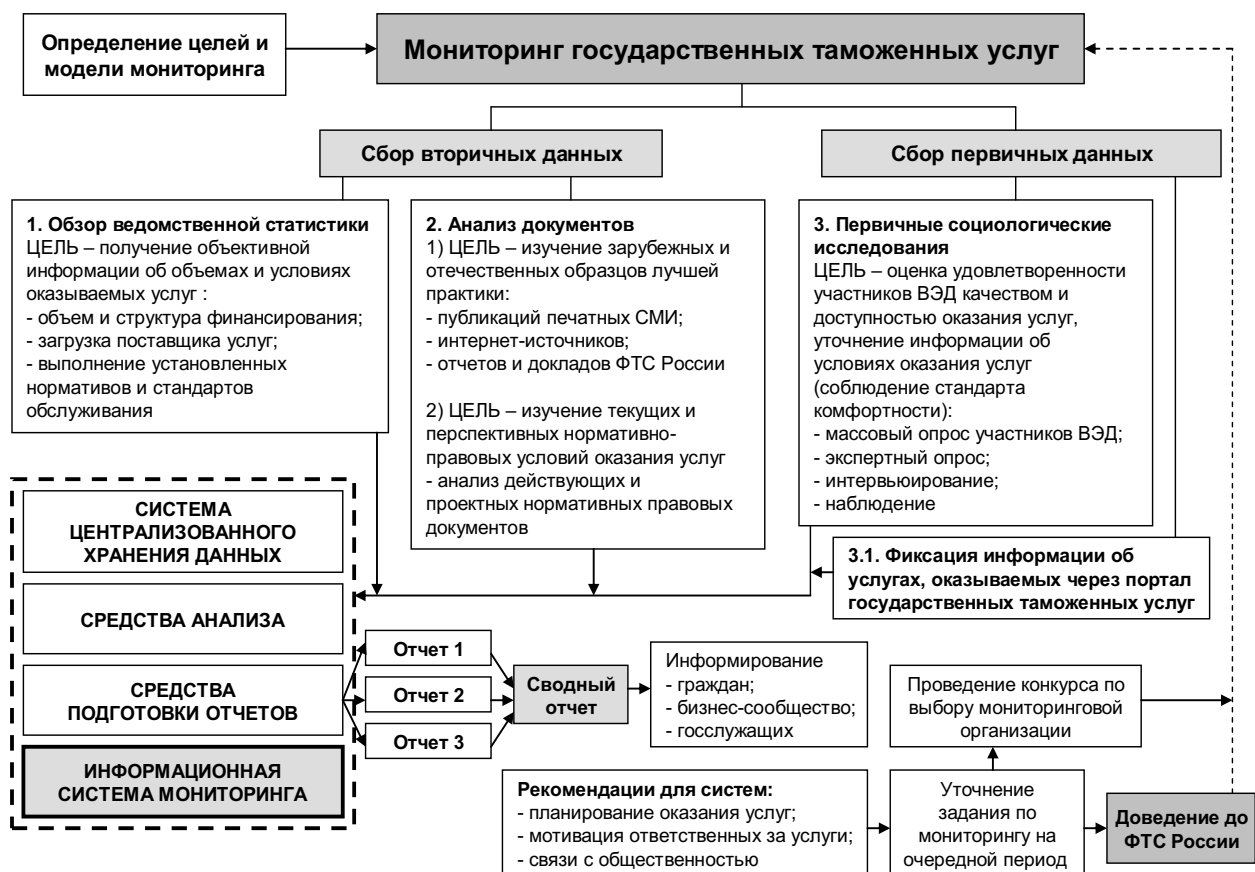 Определение целей и
модели мониторинга
Мониторинг государственных таможенных услуг
Сбор вторичных данных
Сбор первичных данных
1. Обзор ведомственной статистики
ЦЕЛЬ – получение объективной
информации об объемах и условиях
оказываемых услуг :
- объем и структура финансирования;
- загрузка поставщика услуг;
- выполнение установленных
нормативов и стандартов
обслуживания
2. Анализ документов
1) ЦЕЛЬ – изучение зарубежных и
отечественных образцов лучшей
практики:
- публикаций печатных СМИ;
- интернет-источников;
- отчетов и докладов ФТС России
2) ЦЕЛЬ – изучение текущих и
перспективных нормативно-
правовых условий оказания услуг
- анализ действующих и
проектных нормативных правовых
документов
3. Первичные социологические
исследования
ЦЕЛЬ – оценка удовлетворенности
участников ВЭД качеством и
доступностью оказания услуг,
уточнение информации об
условиях оказания услуг
(соблюдение стандарта
комфортности):
- массовый опрос участников ВЭД;
- экспертный опрос;
- интервьюирование;
- наблюдение
3.1. Фиксация информации об
услугах, оказываемых через портал
государственных таможенных услуг
СИСТЕМА
ЦЕНТРАЛИЗОВАННОГО
ХРАНЕНИЯ ДАННЫХ
СРЕДСТВА АНАЛИЗА
СРЕДСТВА
ПОДГОТОВКИ ОТЧЕТОВ
ИНФОРМАЦИОННАЯ
СИСТЕМА МОНИТОРИНГА
Отчет 1
Отчет 2
Отчет 3
Сводный
отчет
Информирование
- граждан;
- бизнес-сообщество;
- госслужащих
Проведение конкурса по
выбору мониторинговой
организации
Рекомендации для систем:
- планирование оказания услуг;
- мотивация ответственных за услуги;
- связи с общественностью
Уточнение
задания по
мониторингу на
очередной период
Доведение до
ФТС России